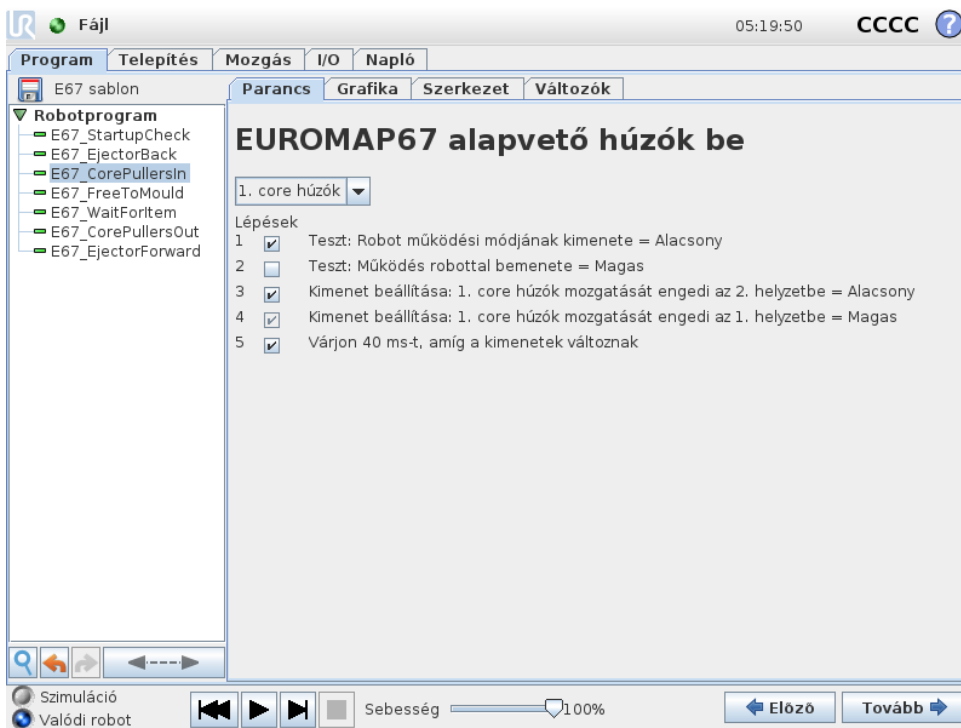 Fájl
05:19:50
CCCC
?
Program Telepítés Mozgás I/O Napló
E67 sablon
Parancs Grafika Szerkezet Változók
Robotprogram
E67_StartupCheck
E67_EjectorBack
E67_CorePullersIn
E67_FreeToMould
E67_WaitForItem
E67_CorePullersOut
E67_EjectorForward
EUROMAP67 alapvető húzók be
1. core húzók
Lépések
1 Teszt: Robot működési módjának kimenete = Alacsony
2 Teszt: Működés robottal bemenete = Magas
3 Kimenet beállítása: 1. core húzók mozgatását engedi az 2. helyzetbe = Alacsony
4 Kimenet beállítása: 1. core húzók mozgatását engedi az 1. helyzetbe = Magas
5 Várjon 40 ms-t, amíg a kimenetek változnak
Szimuláció
Valódi robot
Sebesség 100%
Elözö
Tovább